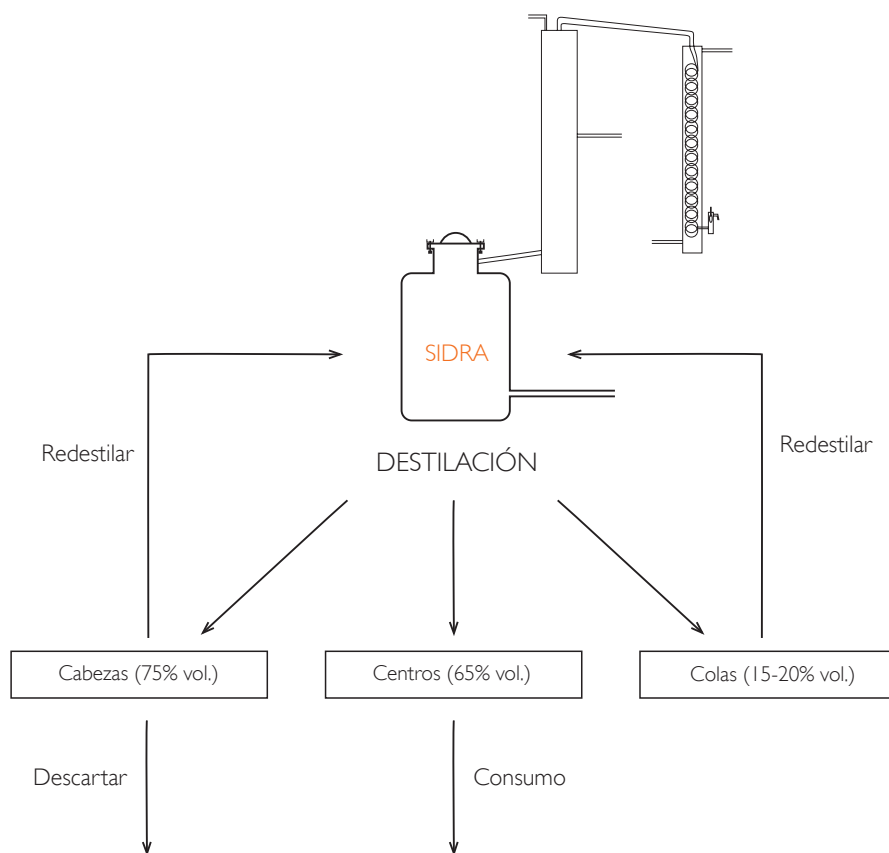 SIDRA
Redestilar
Redestilar
DESTILACIÓN
Cabezas (75% vol.)
Centros (65% vol.)
Colas (15-20% vol.)
Descartar
Consumo